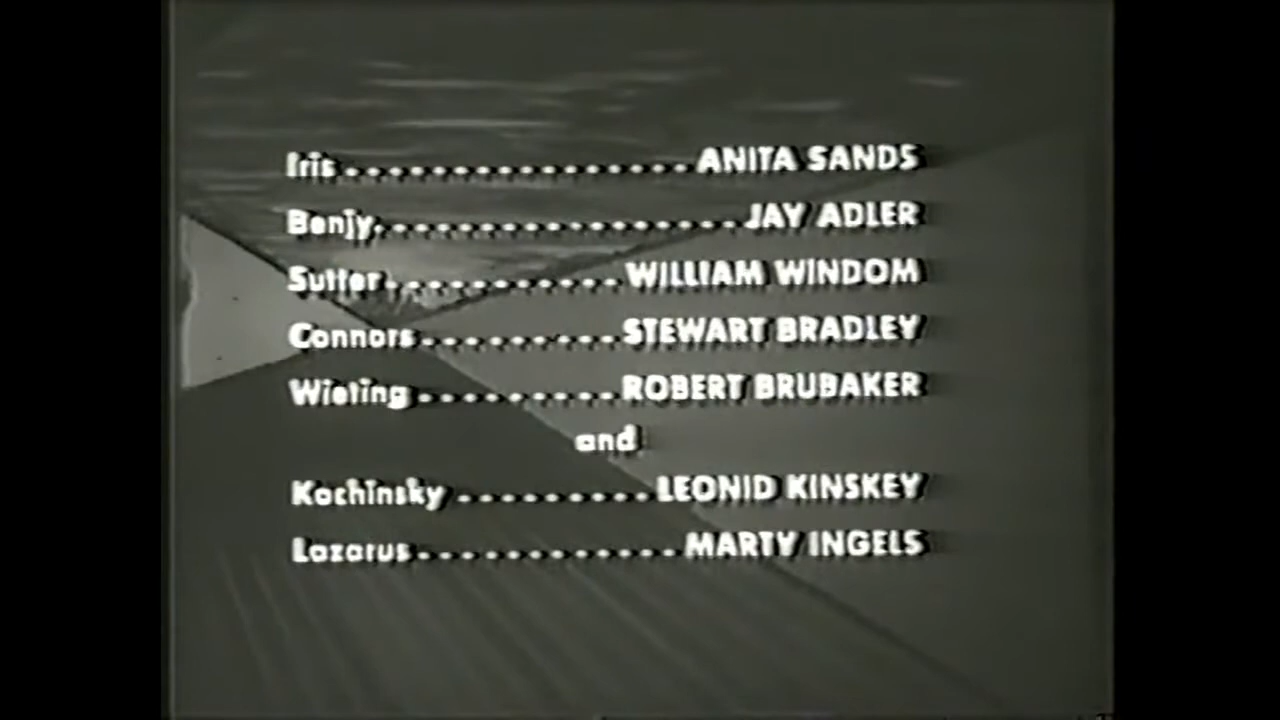 Iris.................ANITA SANDS
Benjy..................JAY ADLER
Sutter............WILLIAM WINDOM
Connors..........STEWART BRADLEY
Wieting..........ROBERT BRUBAKER
and
Kochinsky..........LEONID KINSKEY
Lazarus.............MARTY INGELS